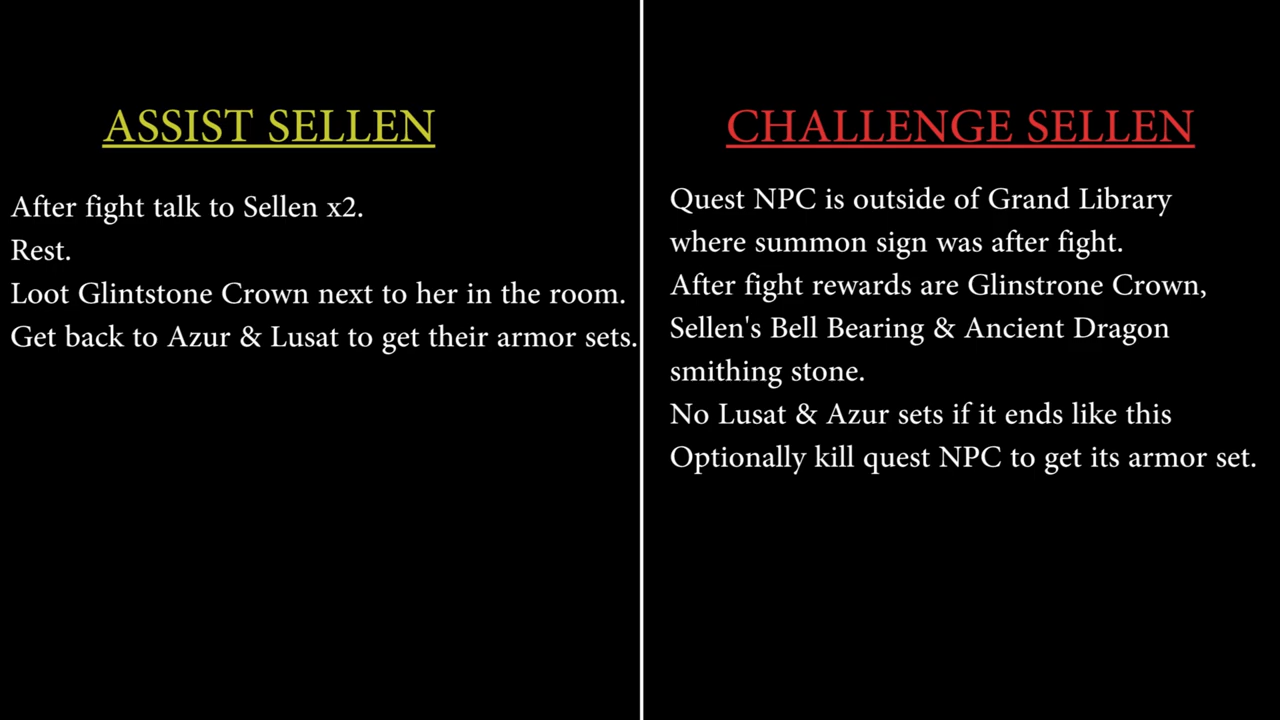 ASSIST SELLEN
After fight talk to Sellen x2.
Rest.
Loot Glintstone Crown next to her in the room.
Get back to Azur & Lusat to get their armor sets.
CHALLENGE SELLEN
Quest NPC is outside of Grand Library
where summon sign was after fight.
After fight rewards are Glinstrone Crown,
Sellen's Bell Bearing & Ancient Dragon
smithing stone.
No Lusat & Azur sets if it ends like this
Optionally kill quest NPC to get its armor set.